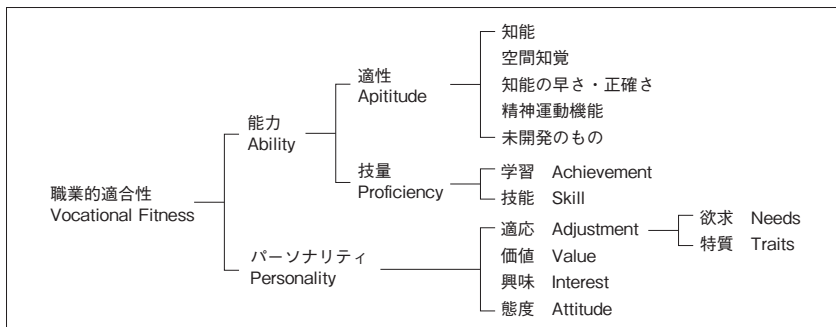 職業的適合性
Vocational Fitness
能力
Ability
適性
Apititude
知能
空間知覚
知能の早さ・正確さ
精神運動機能
未開発のもの
技量
Proficiency
学習 Achievement
技能 Skill
パーソナリティ
Personality
適応 Adjustment
欲求 Needs
特質 Traits
価値 Value
興味 Interest
態度 Attitude